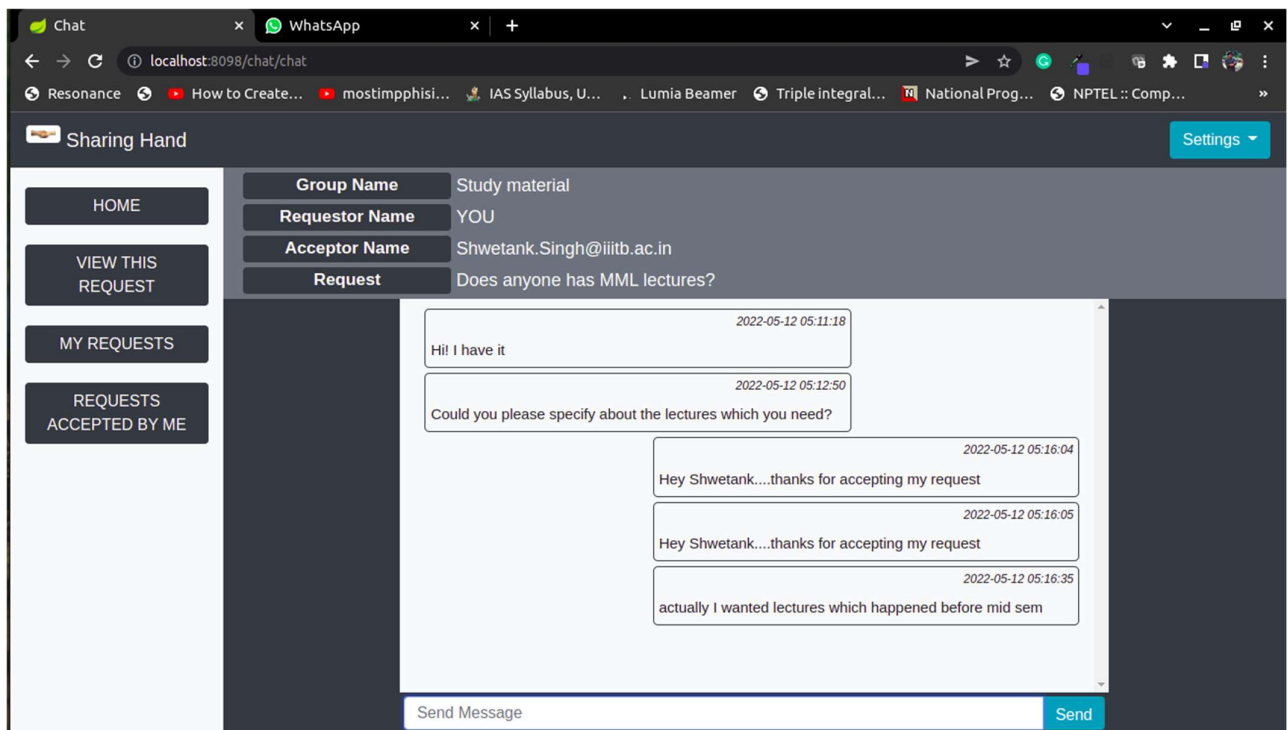 Chat
WhatsApp
localhost:8098/chat/chat
Resonance How to Create... mostimpphisi... IAS Syllabus, U... Lumia Beamer Triple integral... National Prog... NPTEL :: Comp... »
Sharing Hand
Settings
HOME
VIEW THIS
REQUEST
MY REQUESTS
REQUESTS
ACCEPTED BY ME
Group Name Study material
Requestor Name YOU
Acceptor Name Shwetank.Singh@iiitb.ac.in
Request Does anyone has MML lectures?
2022-05-12 05:11:18
Hi! I have it
2022-05-12 05:12:50
Could you please specify about the lectures which you need?
2022-05-12 05:16:04
Hey Shwetank....thanks for accepting my request
2022-05-12 05:16:05
Hey Shwetank....thanks for accepting my request
2022-05-12 05:16:35
actually I wanted lectures which happened before mid sem
Send Message
Send